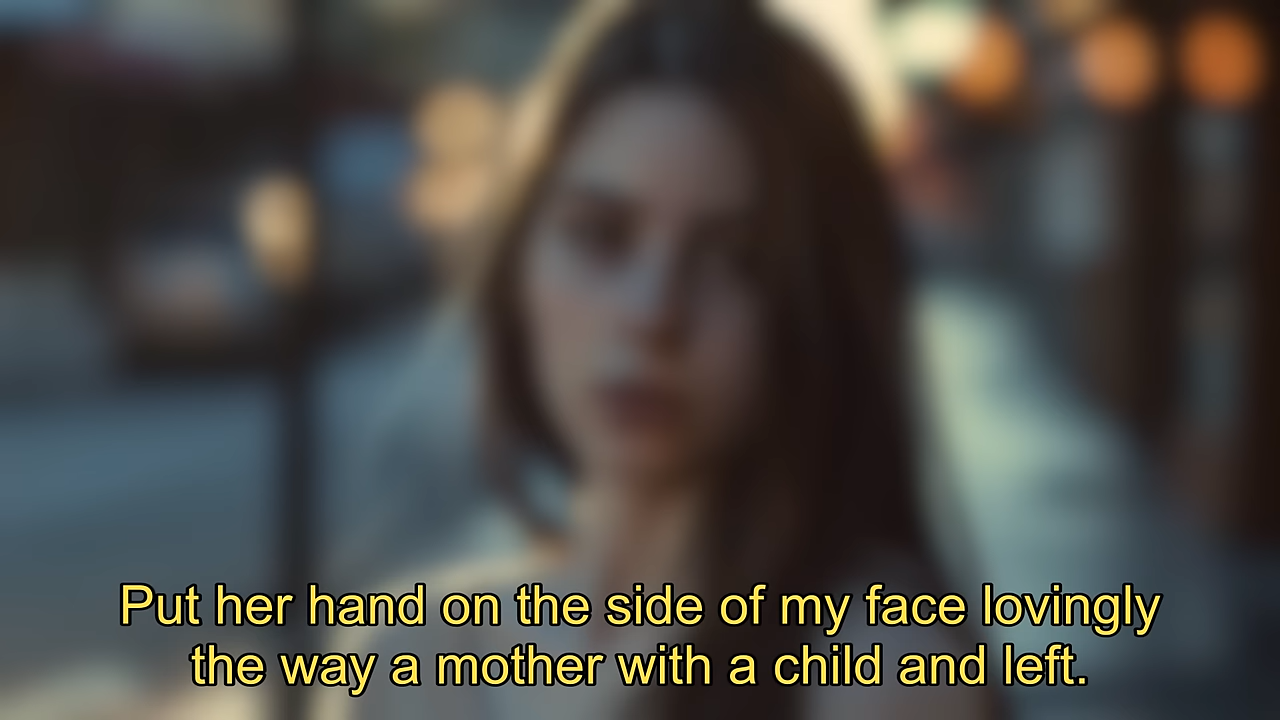 Put her hand on the side of my face lovingly
the way a mother with a child and left.